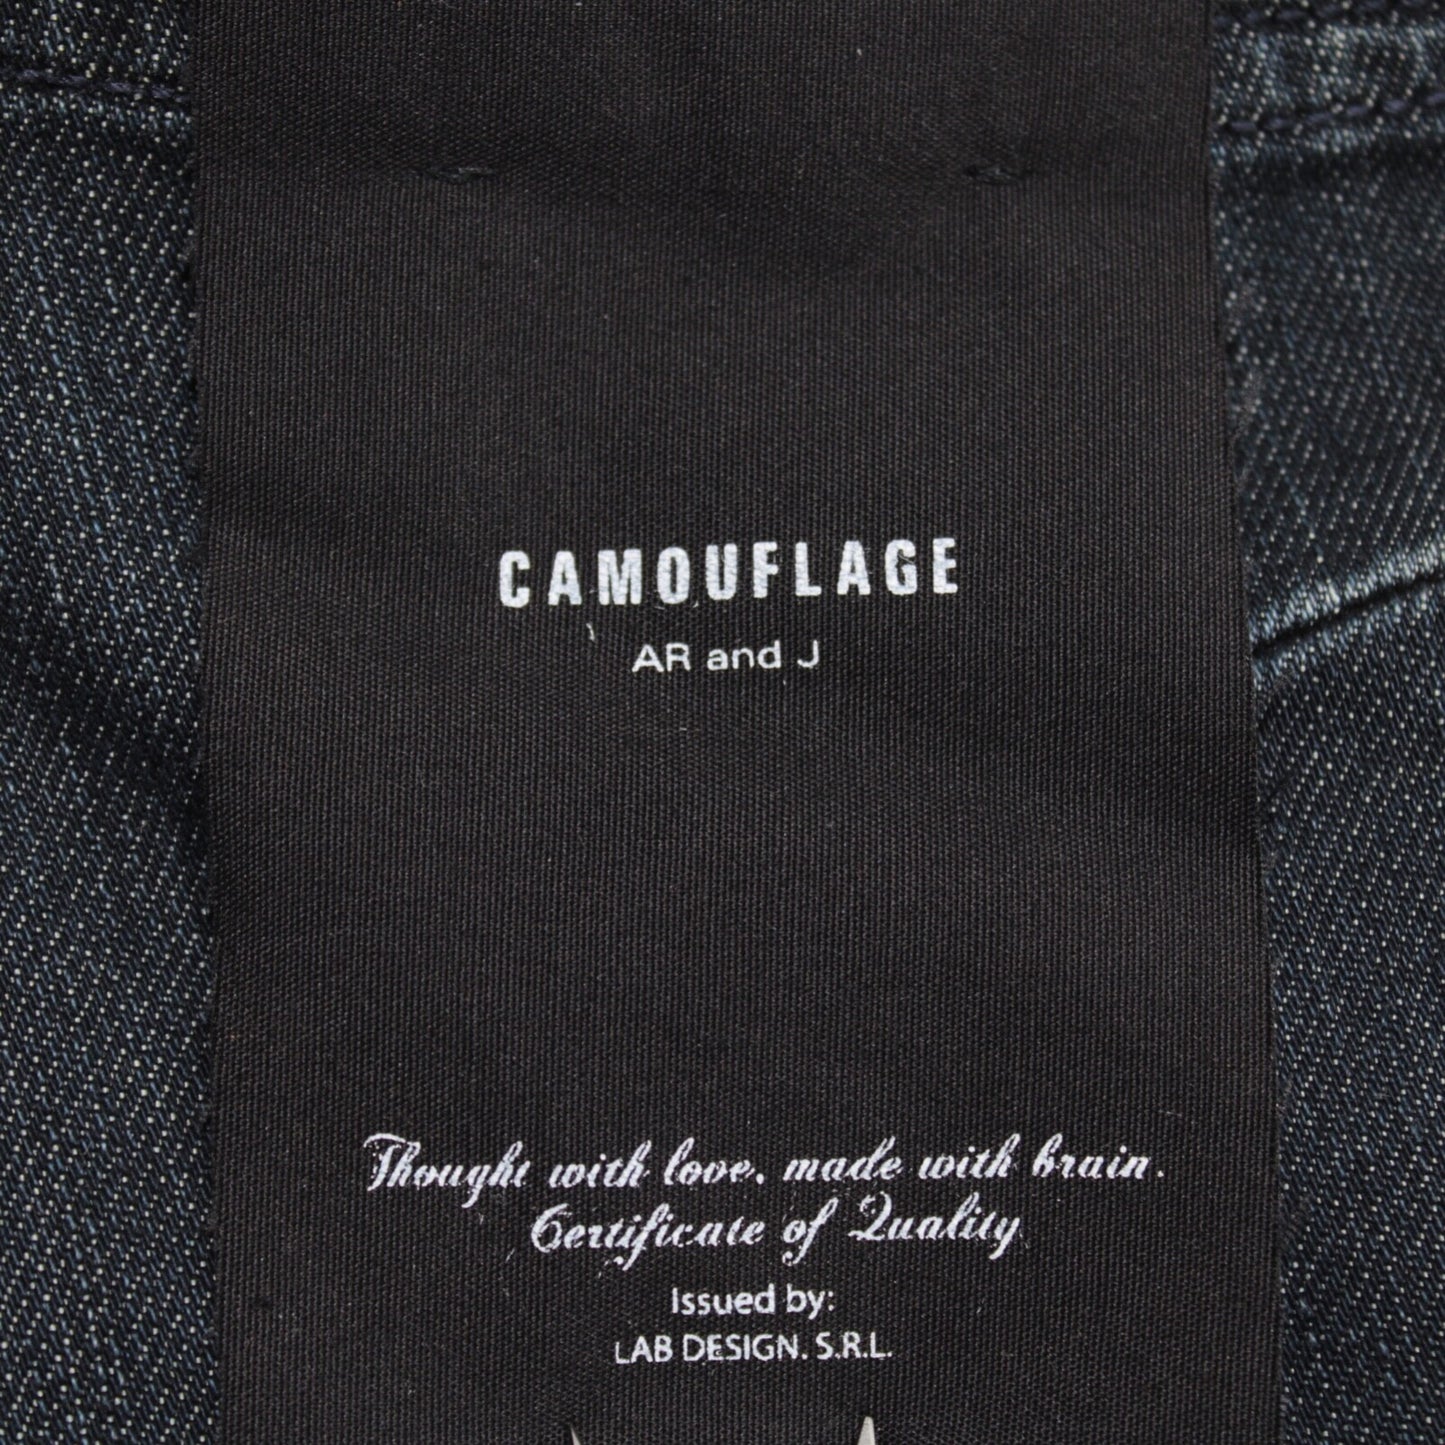 CAMOUFLAGE
AR and J
Thought with love, made with brain.
Certificate of Quality
Issued by:
LAB DESIGN. S.R.L.